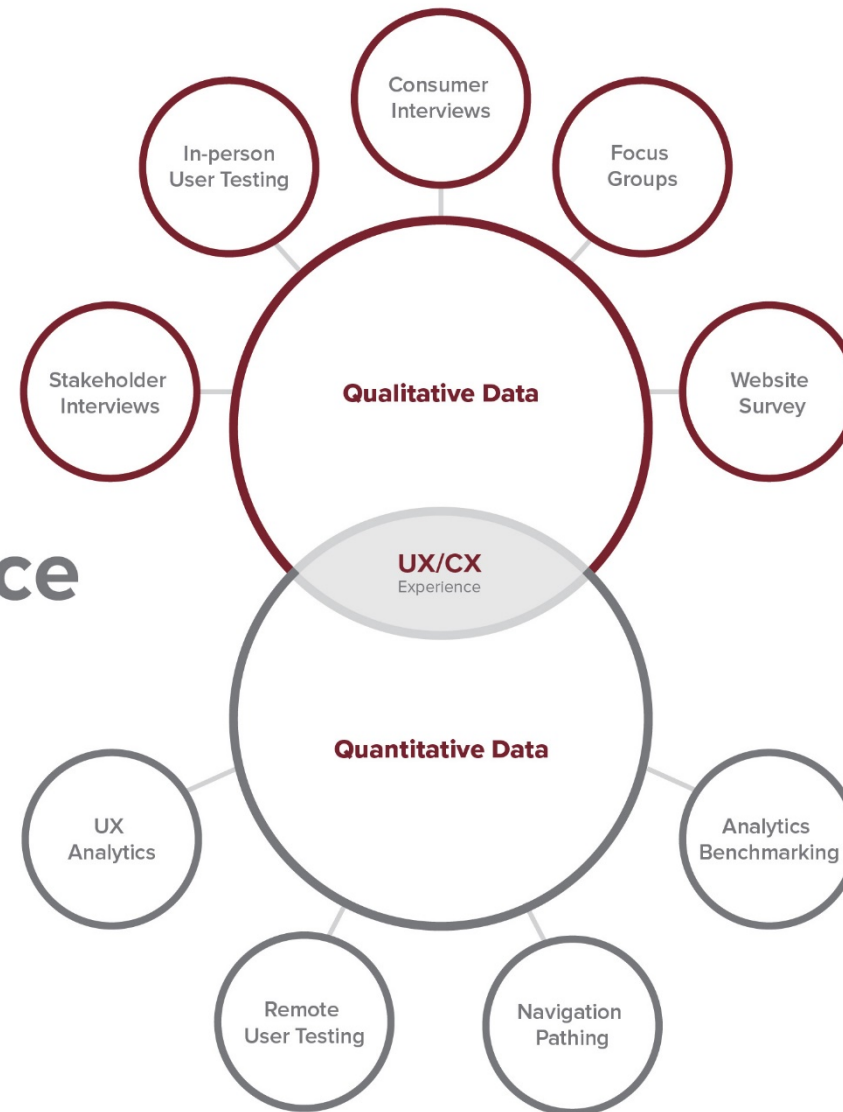 Consumer
Interviews
In-person
User Testing
Focus
Groups
Stakeholder
Interviews
Qualitative Data
Website
Survey
UX/CX
Experience
ce
Quantitative Data
UX
Analytics
Analytics
Benchmarking
Remote
User Testing
Navigation
Pathing